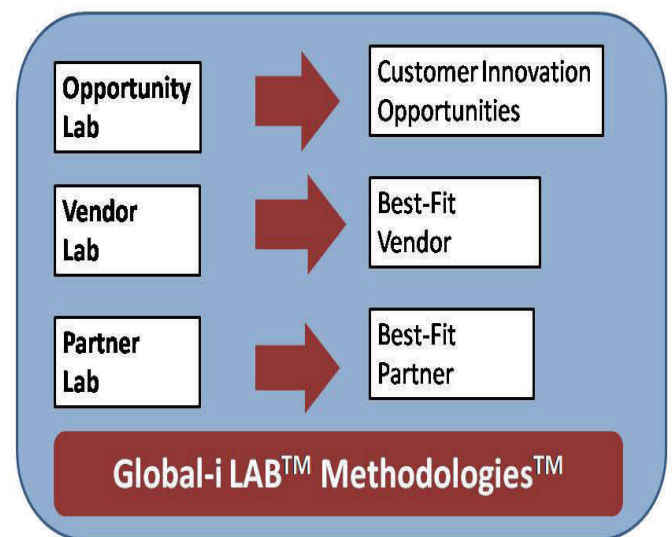 Opportunity
Lab
Customer Innovation
Opportunities
Vendor
Lab
Best-Fit
Vendor
Partner
Lab
Best-Fit
Partner
Global-i LAB™ Methodologies™